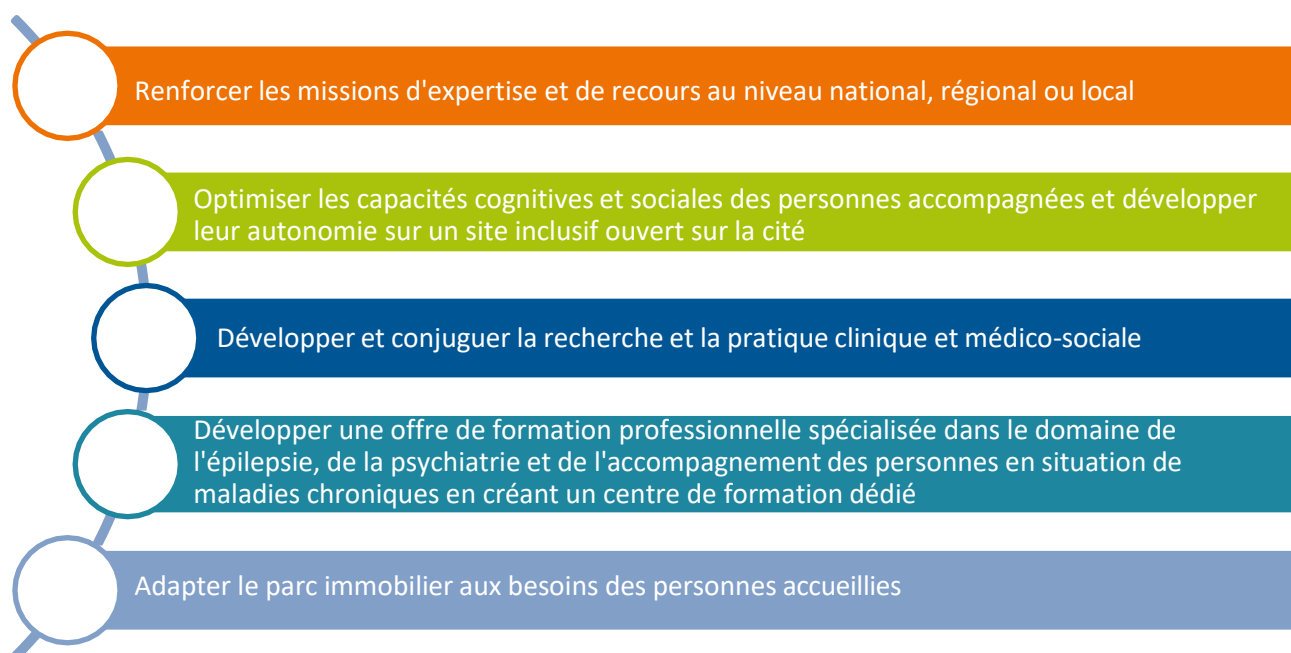 Renforcer les missions d'expertise et de recours au niveau national, régional ou local
Optimiser les capacités cognitives et sociales des personnes accompagnées et développer
leur autonomie sur un site inclusif ouvert sur la cité
Développer et conjuguer la recherche et la pratique clinique et médico-sociale
Développer une offre de formation professionnelle spécialisée dans le domaine de
l'épilepsie, de la psychiatrie et de l'accompagnement des personnes en situation de
maladies chroniques en créant un centre de formation dédié
Adapter le parc immobilier aux besoins des personnes accueillies